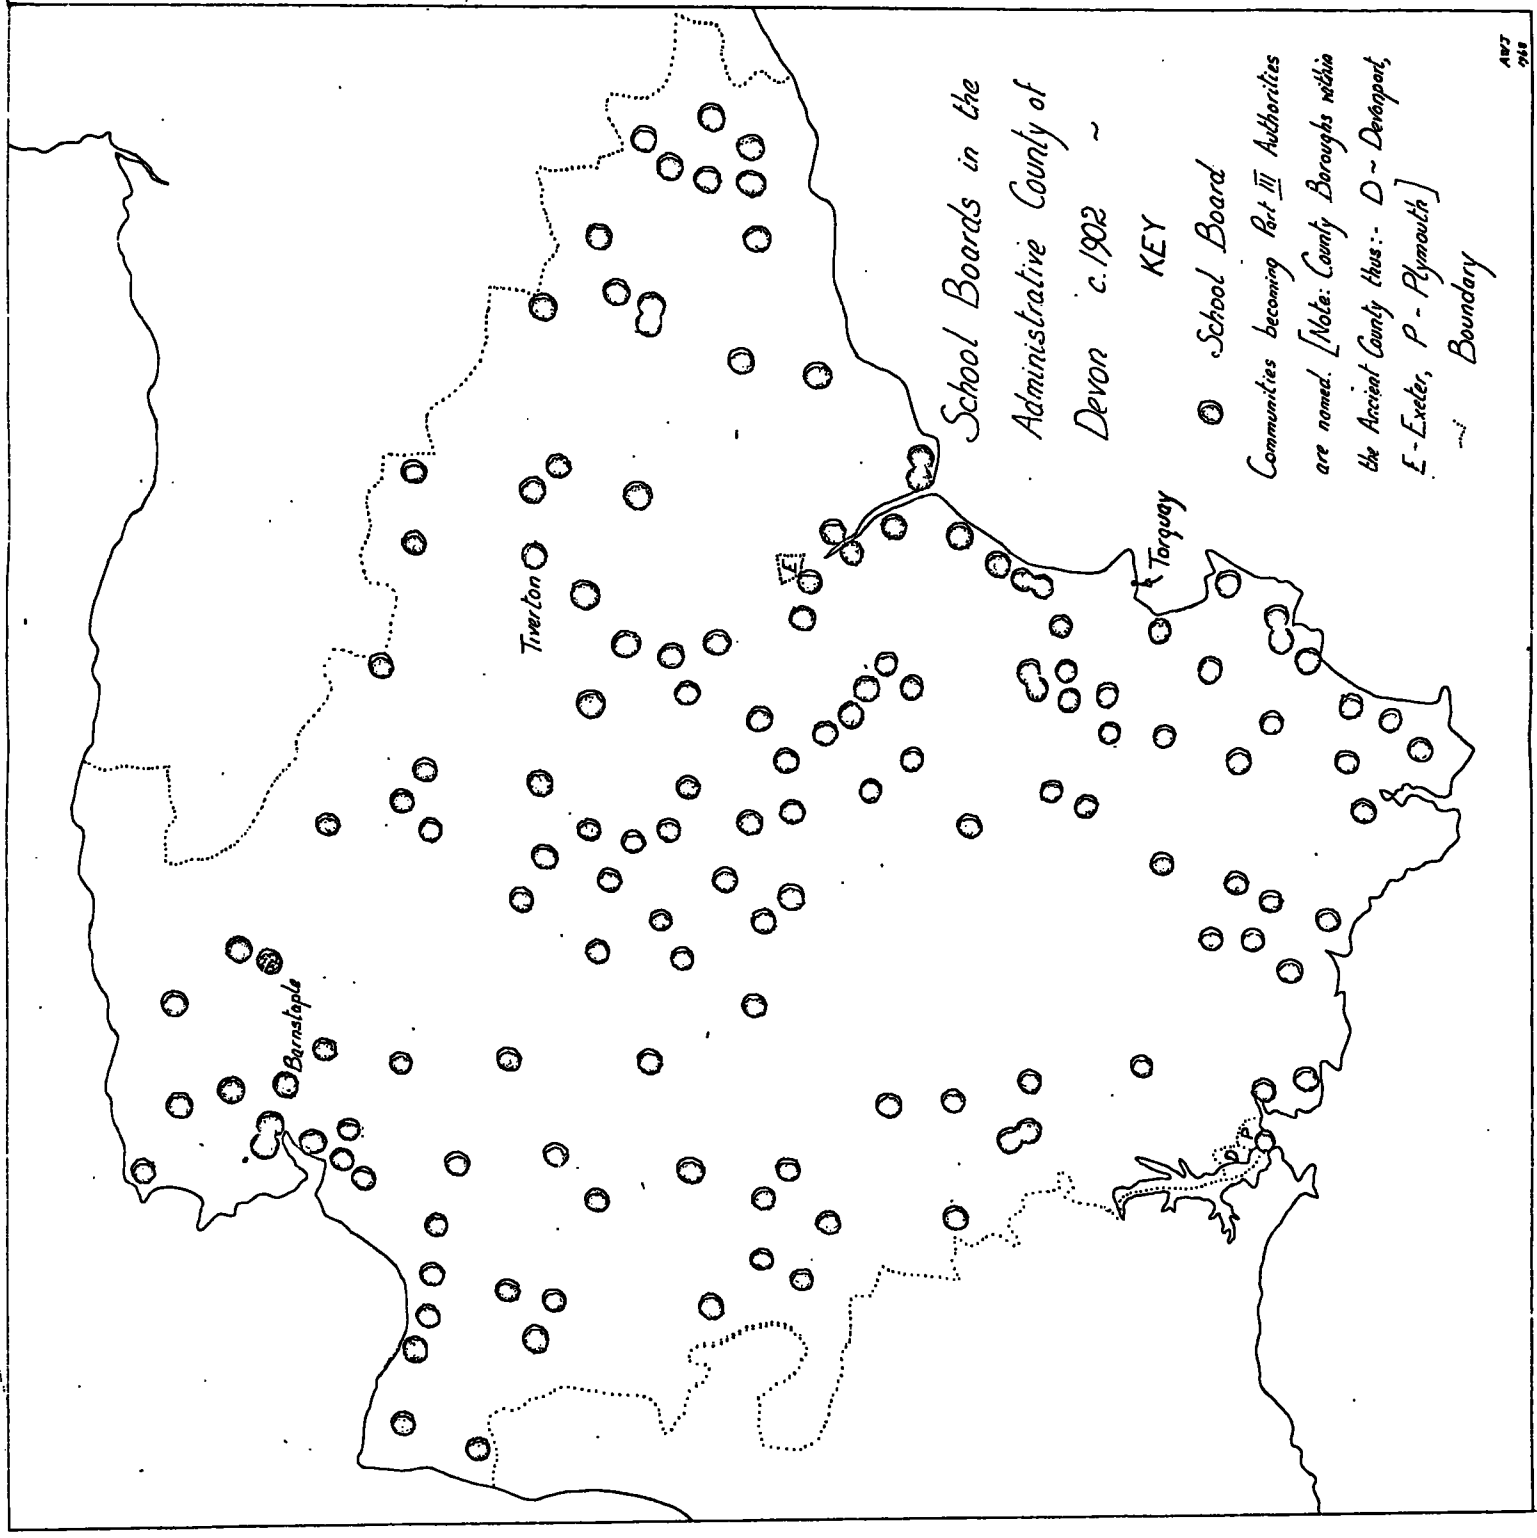 School Boards in the
Administrative County of
Devon c.1902 ~
KEY
School Board
Communities becoming Part III Authorities
are named. [Note: County Boroughs within
the Ancient County thus:- D ~ Devonport,
E - Exeter, P - Plymouth]
Boundary
Barnstaple
Tiverton
E
Torquay
D
P
AWJ